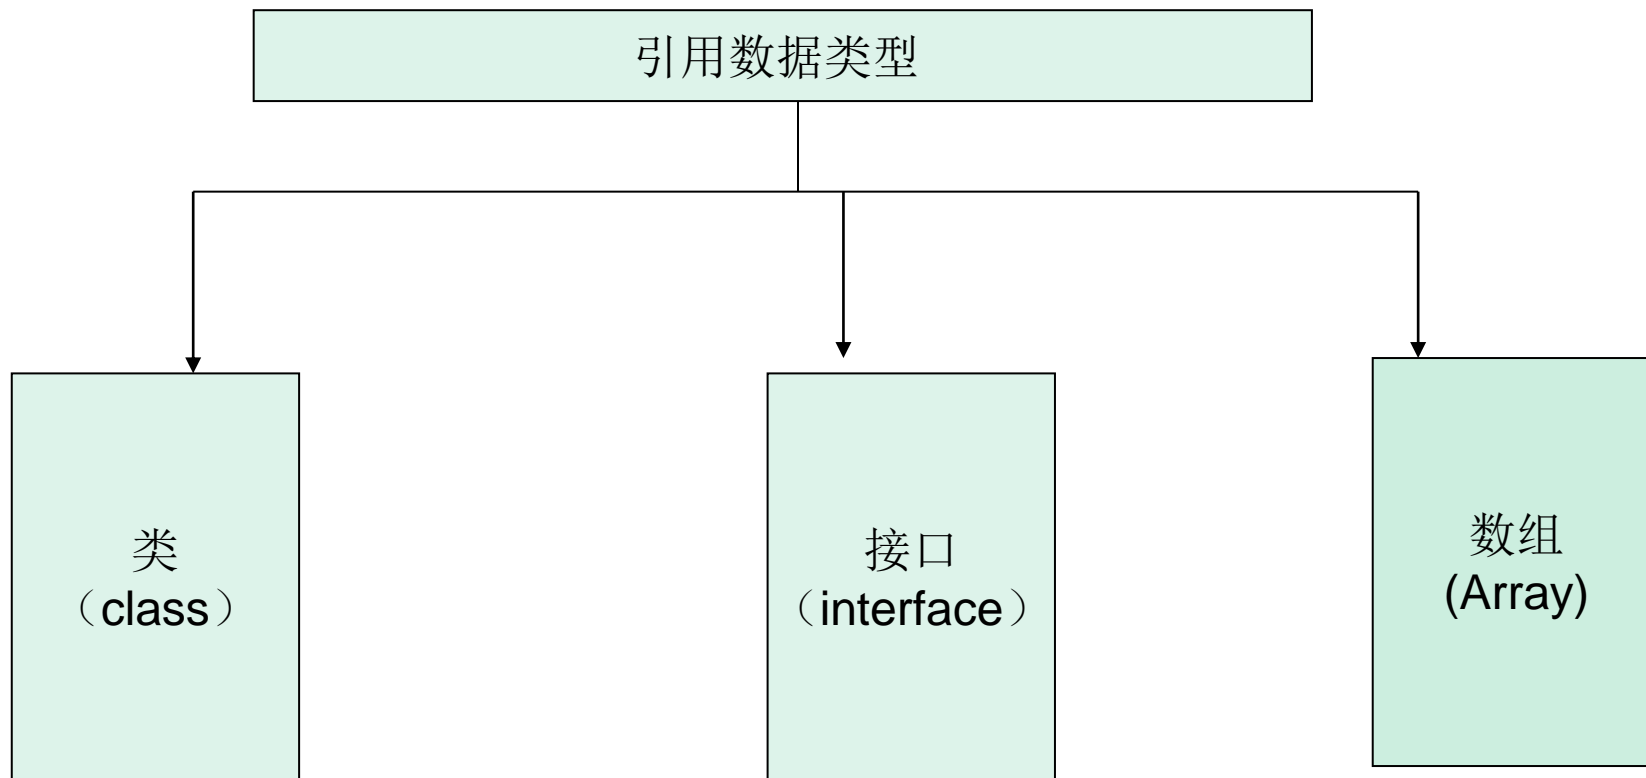 引用数据类型
类
（class）
接口
（interface）
数组
(Array)